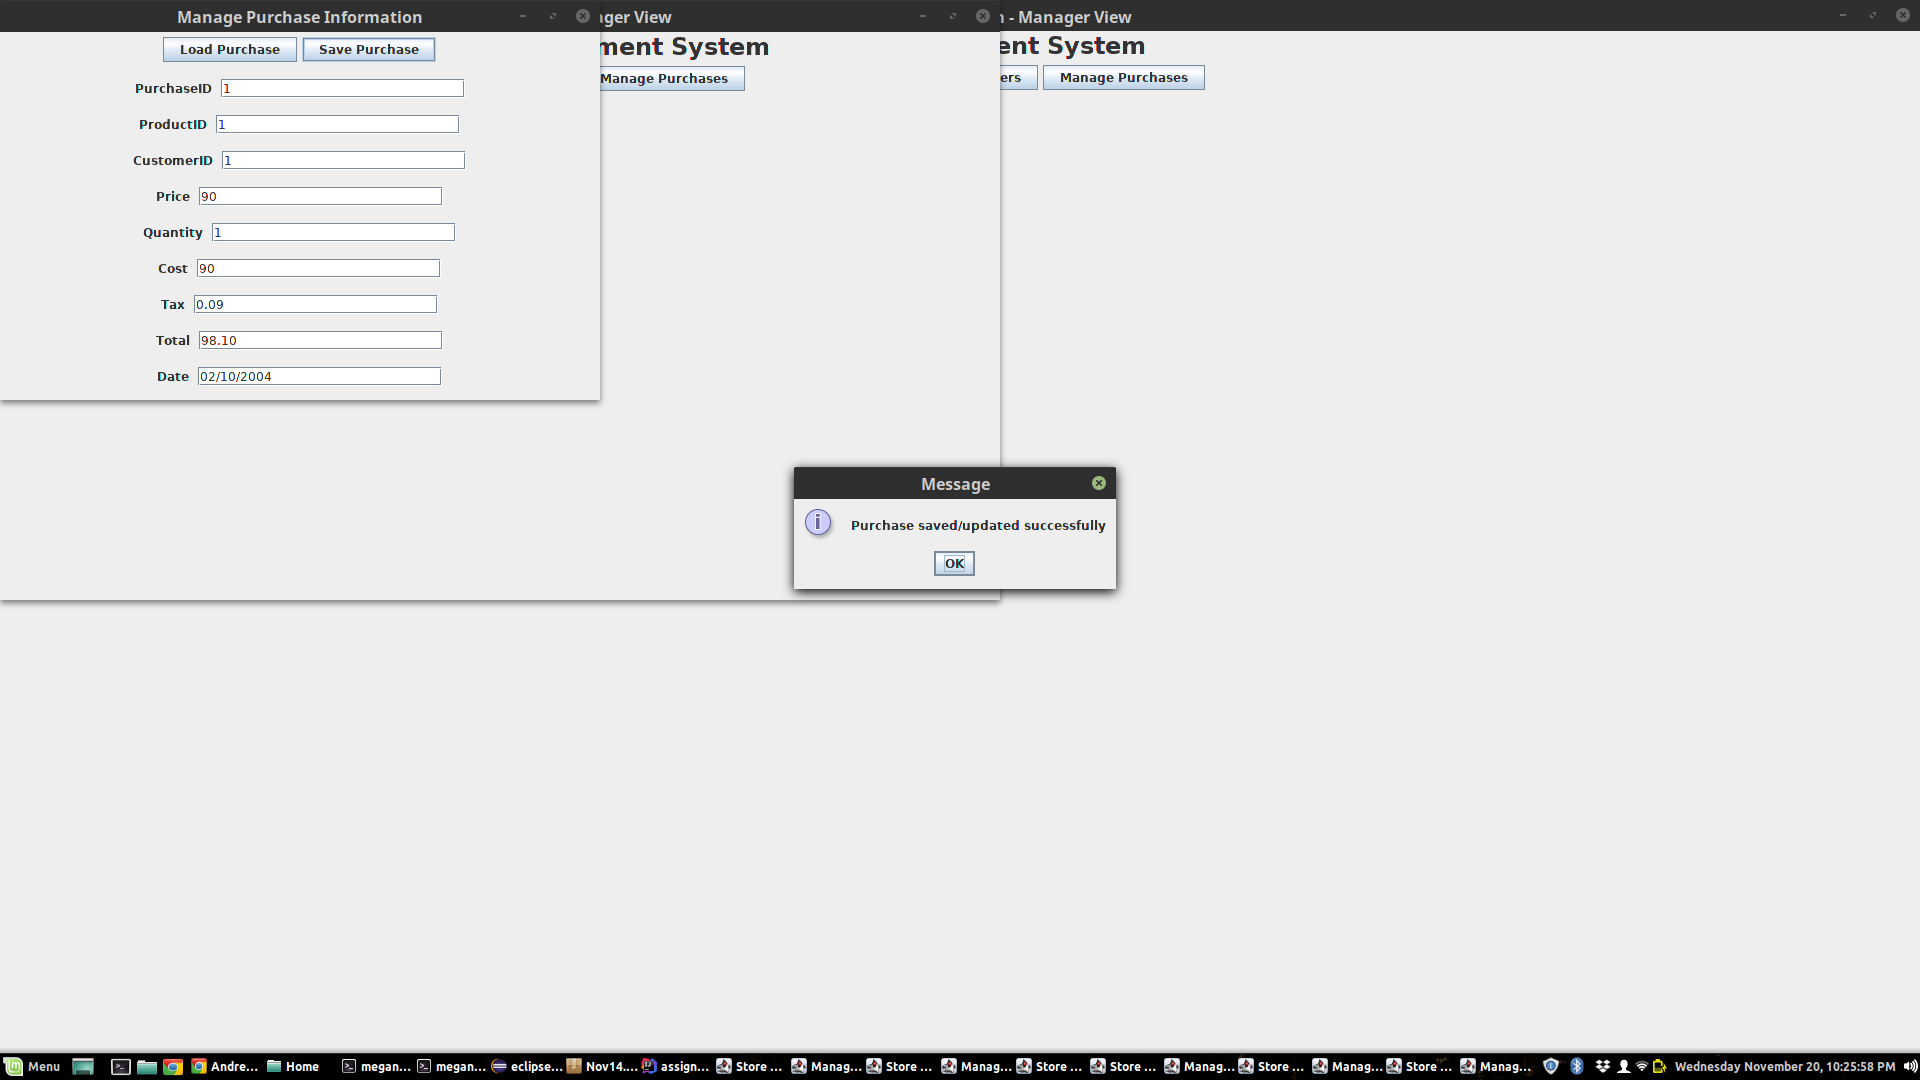 Manage Purchase Information
ager View
- Manager View
Load Purchase Save Purchase
ment System
ent System
Manage Purchases
ers Manage Purchases
PurchaseID 1
ProductID 1
CustomerID 1
Price 90
Quantity 1
Cost 90
Tax 0.09
Total 98.10
Date 02/10/2004
Message
Purchase saved/updated successfully
OK
Menu Andre... Home megan... megan... eclipse... Nov14.... assign... Store ... Manag... Store ... Manag... Store ... Store ... Manag... Store ... Manag... Store ... Manag... Wednesday November 20, 10:25:58 PM